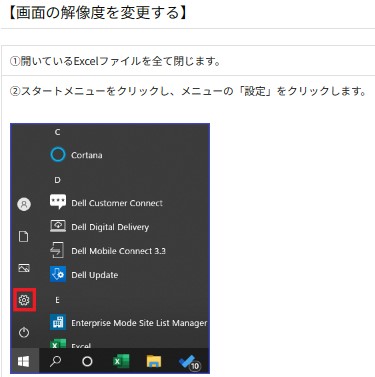 【画面の解像度を変更する】
①開いているExcelファイルを全て閉じます。
②スタートメニューをクリックし、メニューの「設定」をクリックします。
C
Cortana
D
Dell Customer Connect
Dell Digital Delivery
Dell Mobile Connect 3.3
Dell Update
E
Enterprise Mode Site List Manager
Excel
10